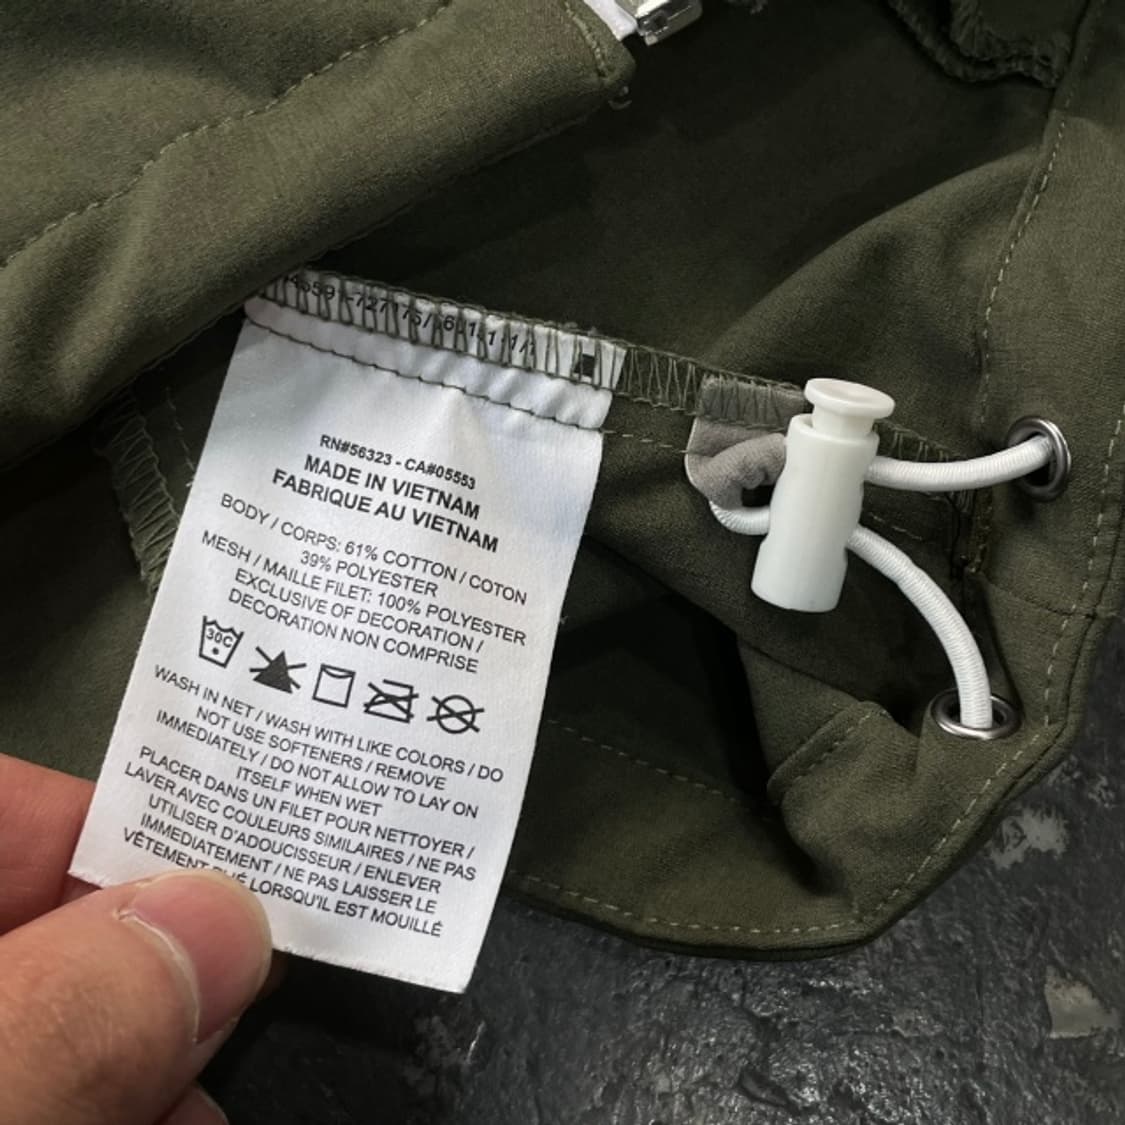 RN#56323 - CA#05553
MADE IN VIETNAM
FABRIQUE AU VIETNAM
BODY / CORPS: 61% COTTON / COTON
39% POLYESTER
MESH / MAILLE FILET: 100% POLYESTER
EXCLUSIVE OF DECORATION /
DECORATION NON COMPRISE
30C
WASH IN NET / WASH WITH LIKE COLORS / DO
NOT USE SOFTENERS / REMOVE
IMMEDIATELY / DO NOT ALLOW TO LAY ON
ITSELF WHEN WET
PLACER DANS UN FILET POUR NETTOYER /
LAVER AVEC COULEURS SIMILAIRES / NE PAS
UTILISER D'ADOUCISSEUR / ENLEVER
IMMEDIATEMENT / NE PAS LAISSER LE
VÊTEMENT LORSQU'IL EST MOUILLÉ